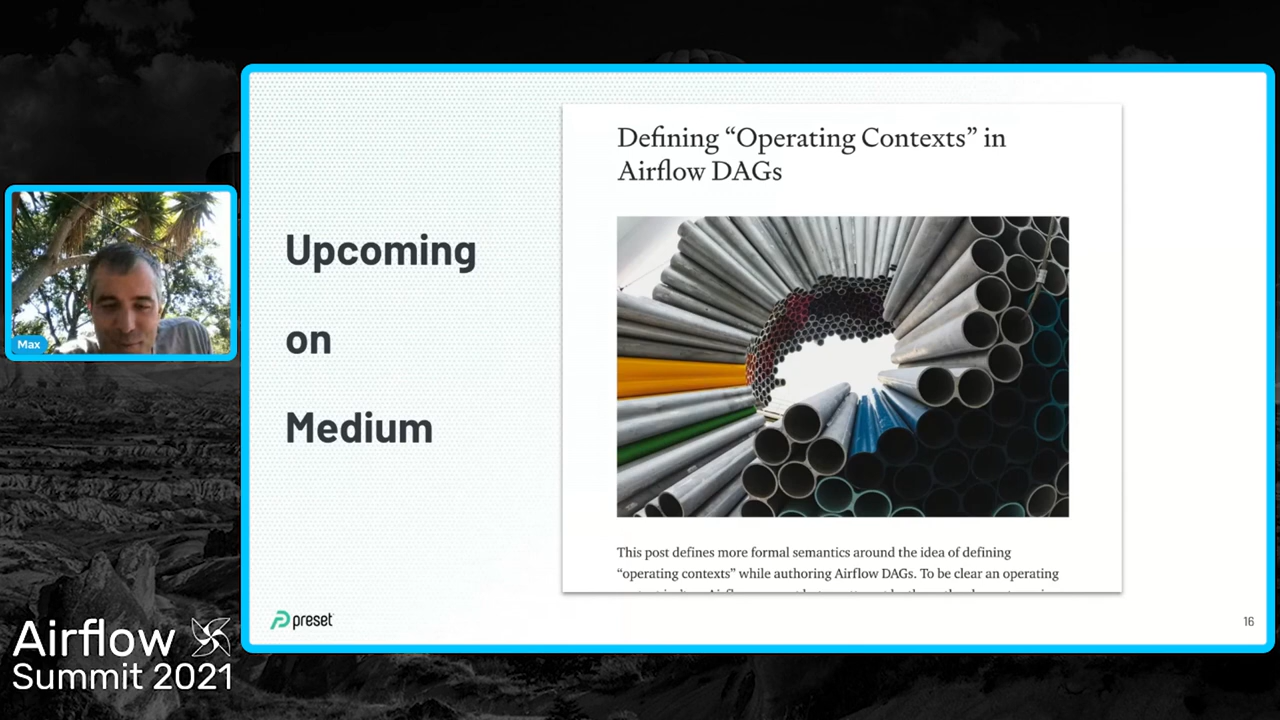 Upcoming
on
Medium
Defining “Operating Contexts” in
Airflow DAGs
This post defines more formal semantics around the idea of defining
“operating contexts” while authoring Airflow DAGs. To be clear an operating
Max
preset
16
Airflow
Summit 2021